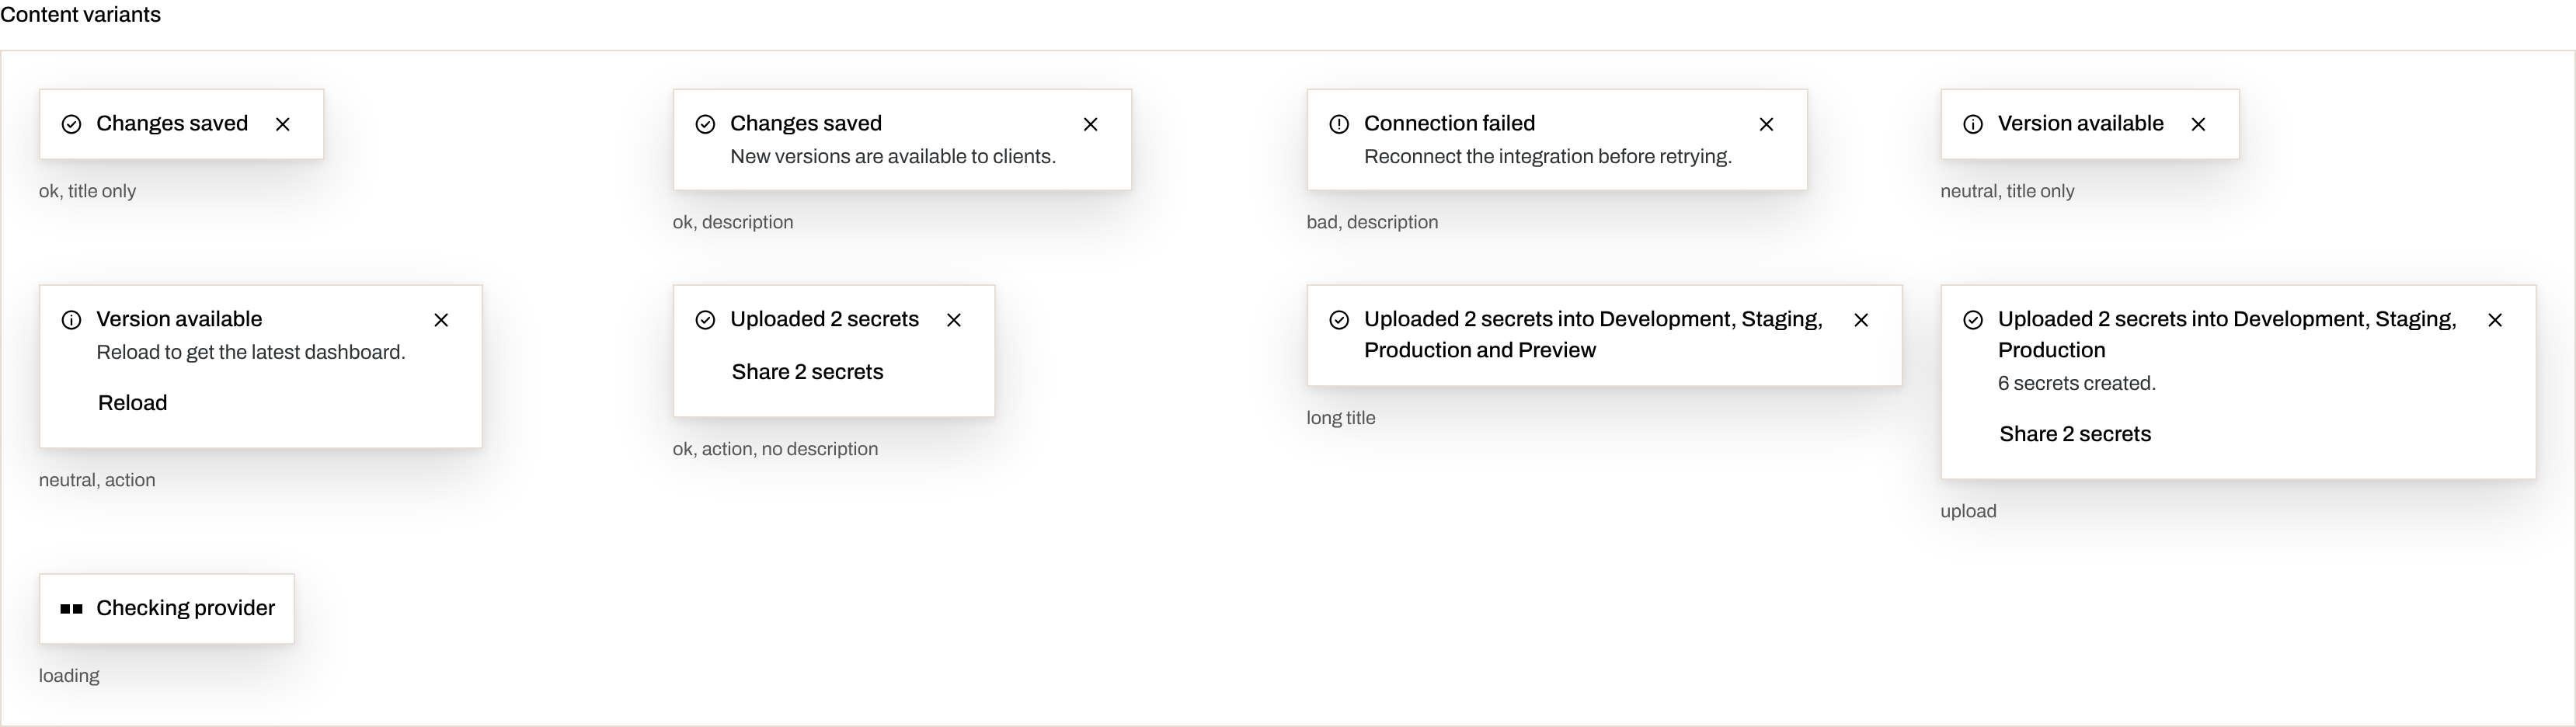 Content variants
Changes saved
ok, title only
Changes saved
New versions are available to clients.
ok, description
Connection failed
Reconnect the integration before retrying.
bad, description
Version available
neutral, title only
Version available
Reload to get the latest dashboard.
Reload
neutral, action
Uploaded 2 secrets
Share 2 secrets
ok, action, no description
Uploaded 2 secrets into Development, Staging,
Production and Preview
long title
Uploaded 2 secrets into Development, Staging,
Production
6 secrets created.
Share 2 secrets
upload
Checking provider
loading